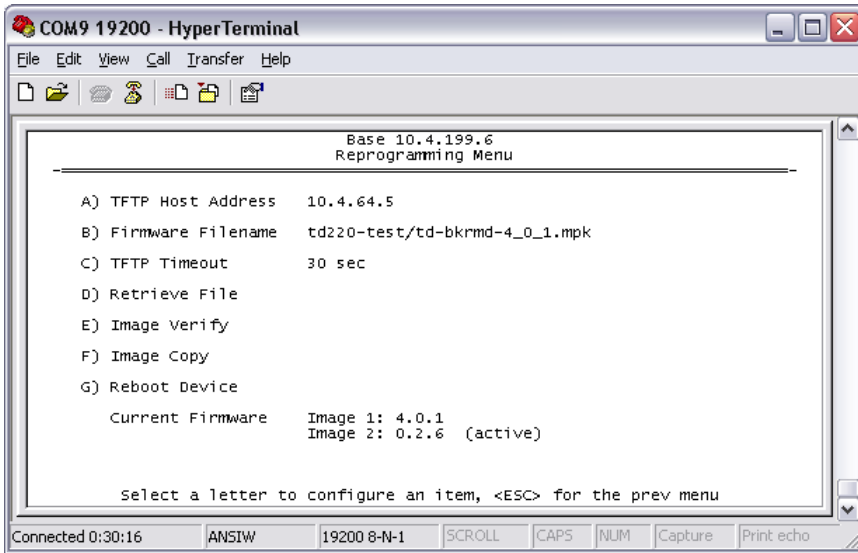 COM9 19200 - HyperTerminal
File Edit View Call Transfer Help
Base 10.4.199.6
Reprogramming Menu
A) TFTP Host Address 10.4.64.5
B) Firmware Filename td220-test/td-bkrmd-4_0_1.mpk
C) TFTP Timeout 30 sec
D) Retrieve File
E) Image Verify
F) Image Copy
G) Reboot Device
Current Firmware Image 1: 4.0.1
Image 2: 0.2.6 (active)
Select a letter to configure an item, <ESC> for the prev menu
Connected 0:30:16 ANSIW 19200 8-N-1 SCROLL CAPS NUM Capture Print echo